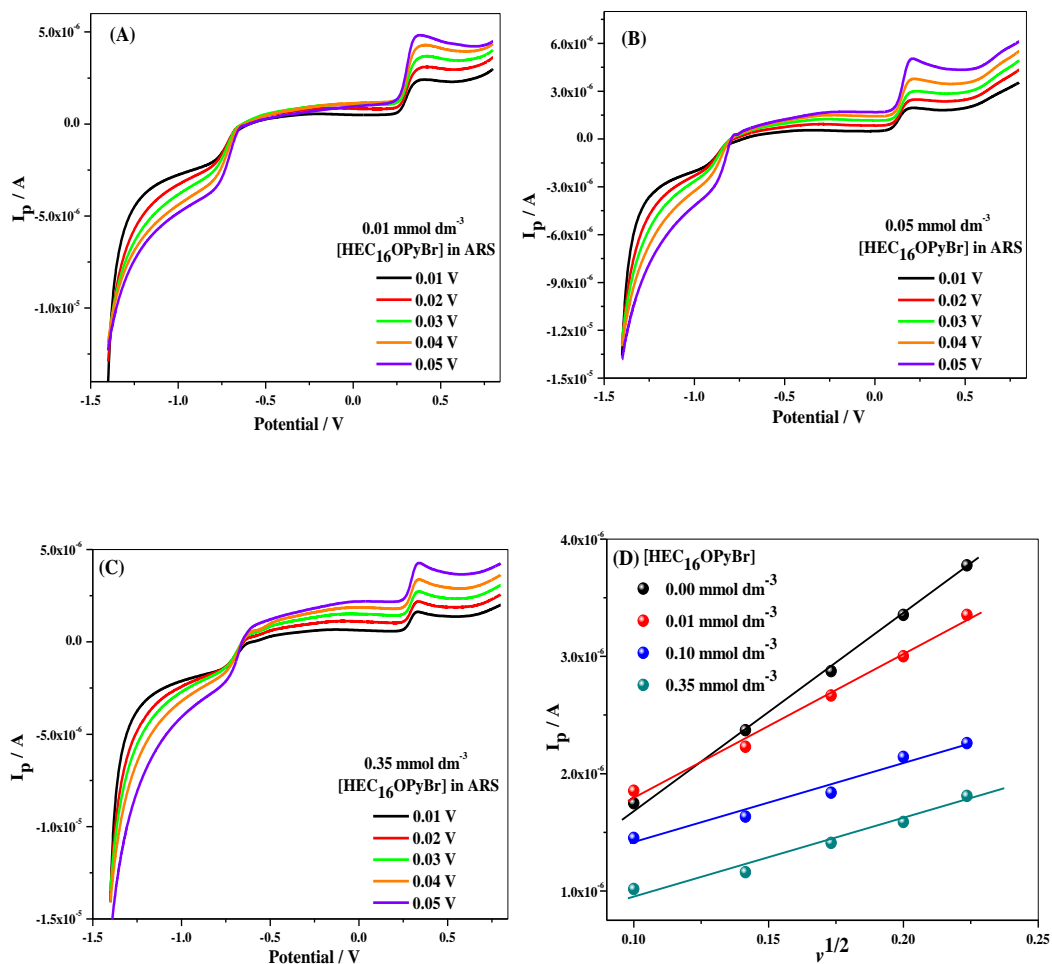 (A)
5.0x10⁻⁶
0.0
-5.0x10⁻⁶
-1.0x10⁻⁵
I_p / A
0.01 mmol dm⁻³
[HEC₁₆OPyBr] in ARS
0.01 V
0.02 V
0.03 V
0.04 V
0.05 V
-1.5 -1.0 -0.5 0.0 0.5
Potential / V
(B)
6.0x10⁻⁶
3.0x10⁻⁶
0.0
-3.0x10⁻⁶
-6.0x10⁻⁶
-9.0x10⁻⁶
-1.2x10⁻⁵
-1.5x10⁻⁵
I_p / A
0.05 mmol dm⁻³
[HEC₁₆OPyBr] in ARS
0.01 V
0.02 V
0.03 V
0.04 V
0.05 V
-1.5 -1.0 -0.5 0.0 0.5
Potential / V
(C)
5.0x10⁻⁶
0.0
-5.0x10⁻⁶
-1.0x10⁻⁵
-1.5x10⁻⁵
I_p / A
0.35 mmol dm⁻³
[HEC₁₆OPyBr] in ARS
0.01 V
0.02 V
0.03 V
0.04 V
0.05 V
-1.5 -1.0 -0.5 0.0 0.5
Potential / V
(D) [HEC₁₆OPyBr]
0.00 mmol dm⁻³
0.01 mmol dm⁻³
0.10 mmol dm⁻³
0.35 mmol dm⁻³
4.0x10⁻⁶
3.0x10⁻⁶
2.0x10⁻⁶
1.0x10⁻⁶
I_p / A
0.10 0.15 0.20 0.25
v^1/2